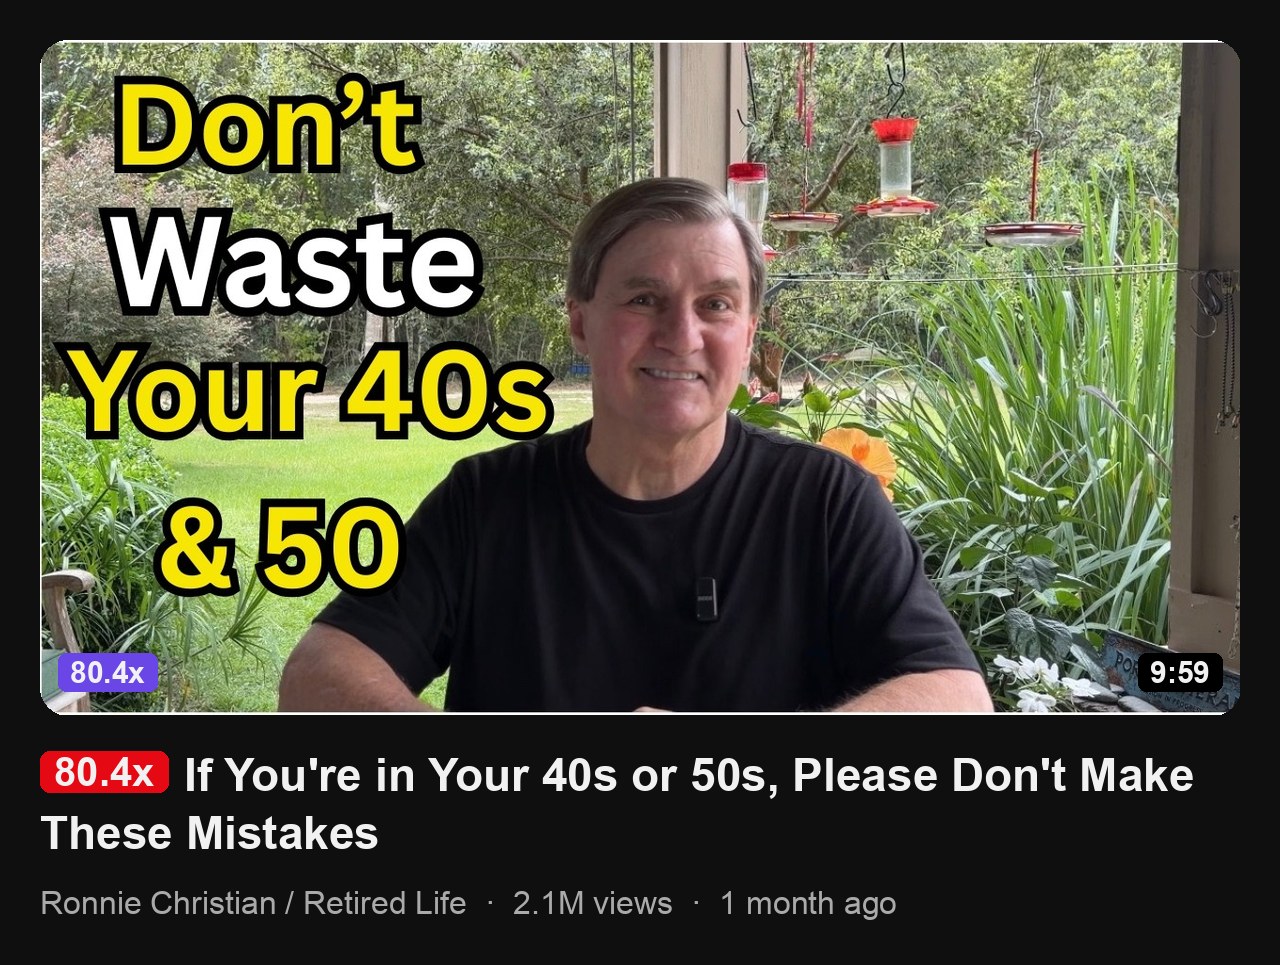 Don’t
Waste
Your 40s
& 50
80.4x
9:59
80.4x If You're in Your 40s or 50s, Please Don't Make
These Mistakes
Ronnie Christian / Retired Life · 2.1M views · 1 month ago